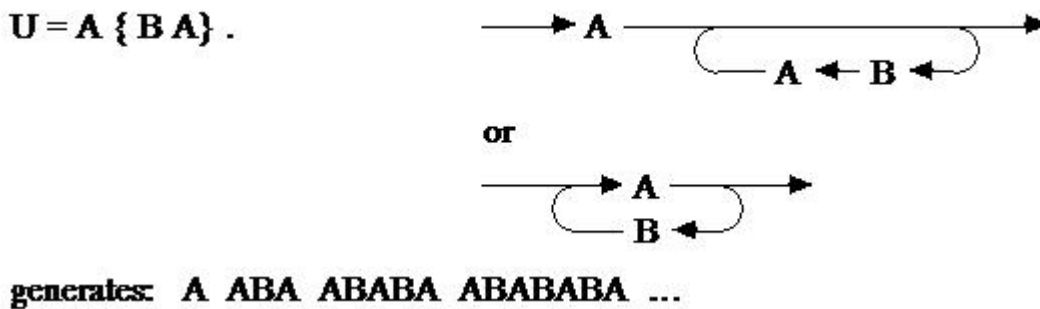 U = A { B A} .
A
A B
or
A
B
generates: A ABA ABABA ABABABA ...